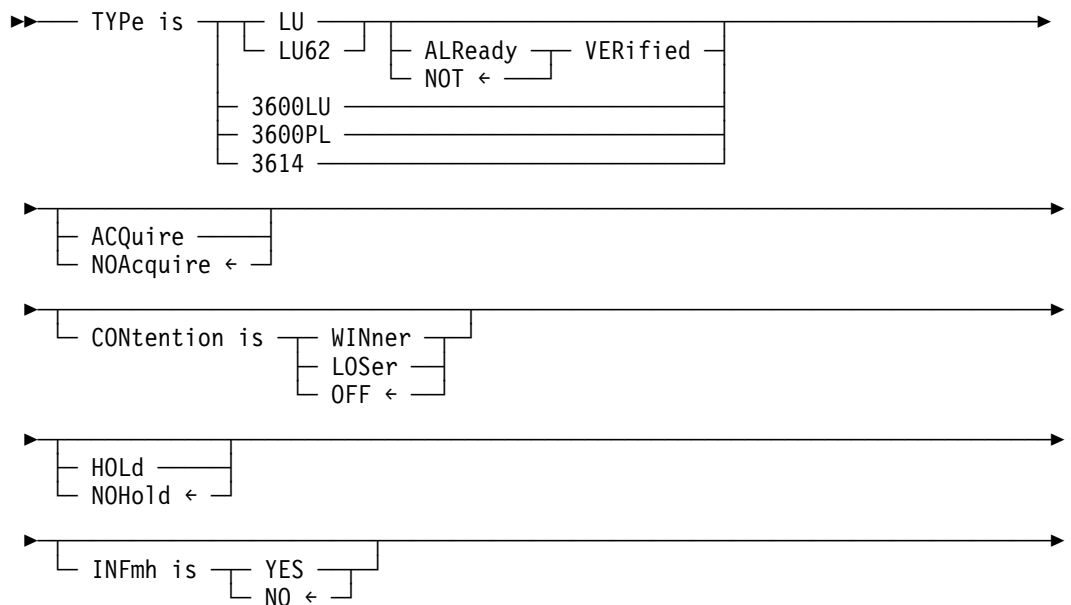 TYPe is LU
LU62 ALReady VERified
NOT ←
3600LU
3600PL
3614
ACQuire
NOAcquire ←
CONtention is WINner
LOSer
OFF ←
HOLd
NOHold ←
INFmh is YES
NO ←